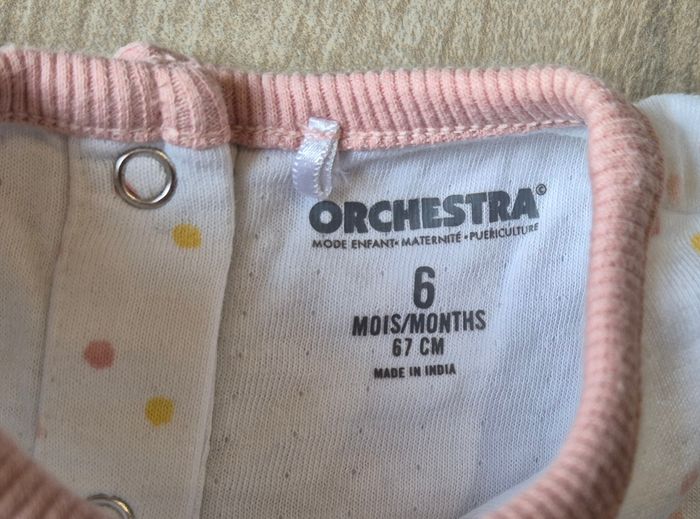 ORCHESTRA©
MODE ENFANT • MATERNITÉ • PUERICULTURE
6
MOIS/MONTHS
67 CM
MADE IN INDIA